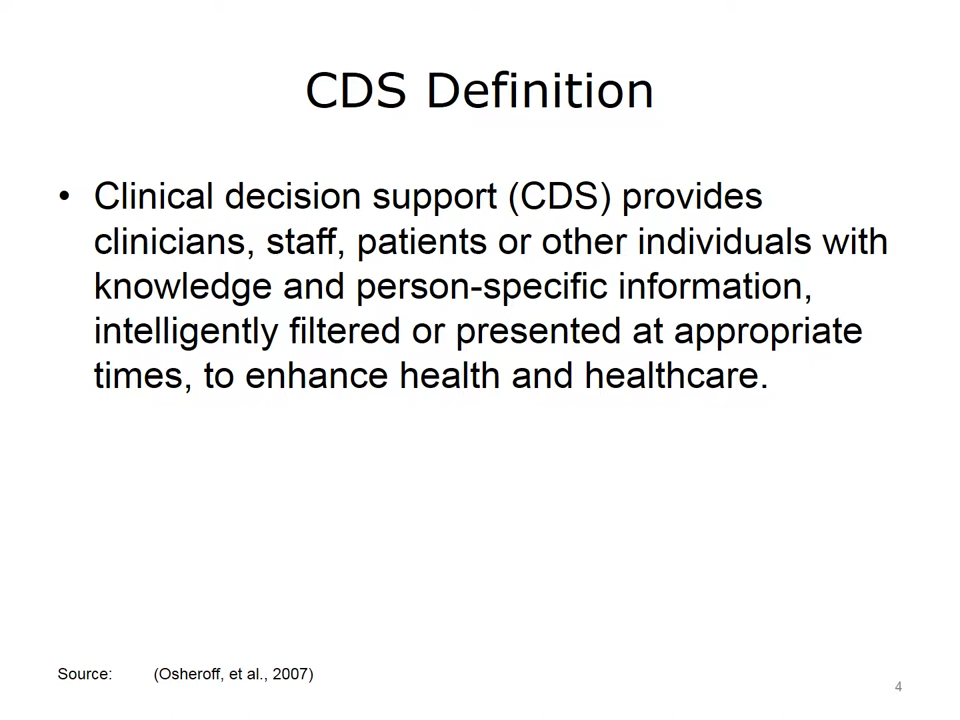 CDS Definition
• Clinical decision support (CDS) provides
clinicians, staff, patients or other individuals with
knowledge and person-specific information,
intelligently filtered or presented at appropriate
times, to enhance health and healthcare.
Source: (Osheroff, et al., 2007)
4